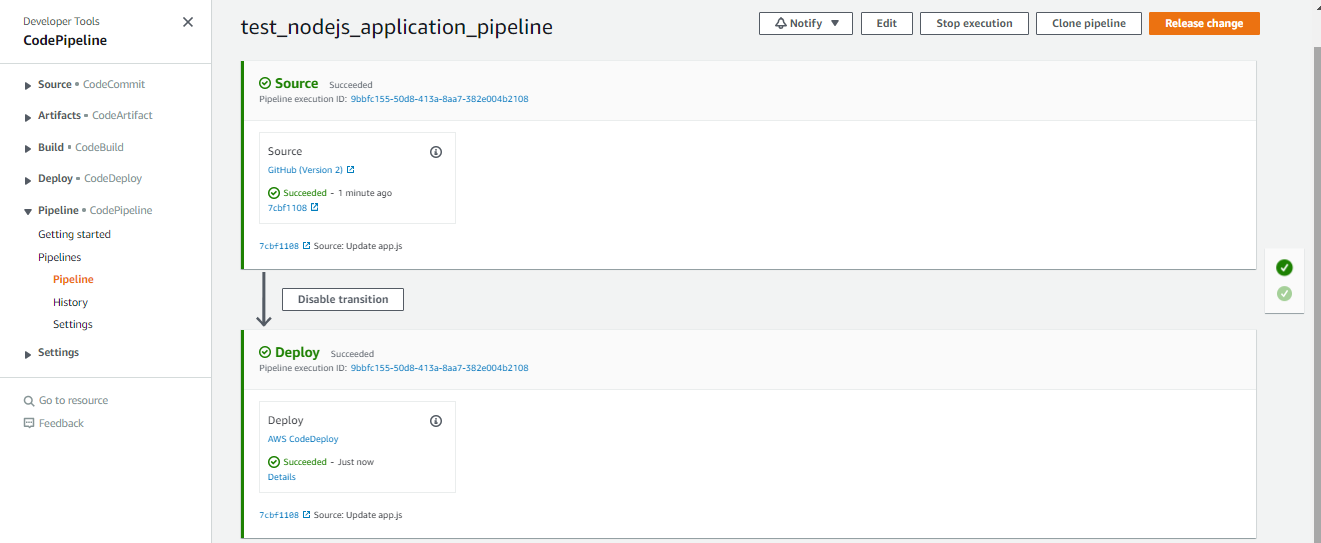 Developer Tools
CodePipeline
Source • CodeCommit
Artifacts • CodeArtifact
Build • CodeBuild
Deploy • CodeDeploy
Pipeline • CodePipeline
Getting started
Pipelines
Pipeline
History
Settings
Settings
Go to resource
Feedback
test_nodejs_application_pipeline
Notify
Edit
Stop execution
Clone pipeline
Release change
Source Succeeded
Pipeline execution ID: 9bbfc155-50d8-413a-8aa7-382e004b2108
Source
GitHub (Version 2)
Succeeded - 1 minute ago
7cbf1108
7cbf1108 Source: Update app.js
Disable transition
Deploy Succeeded
Pipeline execution ID: 9bbfc155-50d8-413a-8aa7-382e004b2108
Deploy
AWS CodeDeploy
Succeeded - Just now
Details
7cbf1108 Source: Update app.js